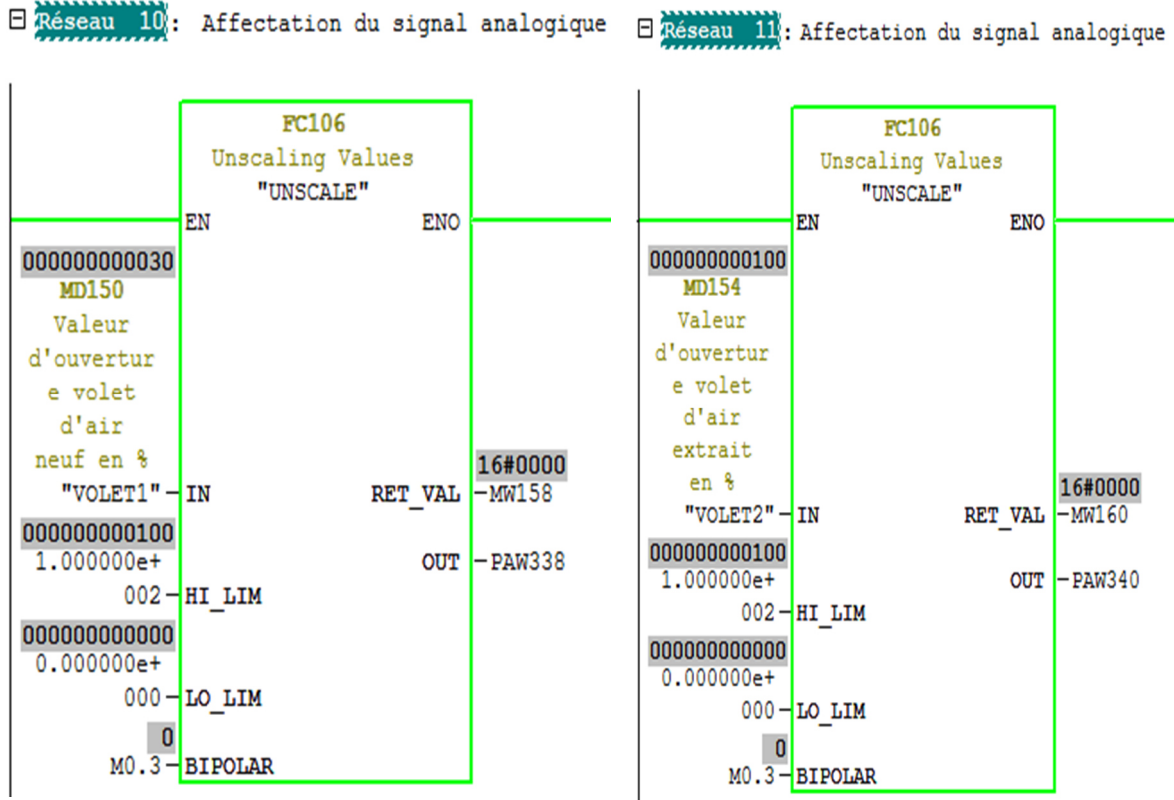 Réseau 10: Affectation du signal analogique
FC106
Unscaling Values
"UNSCALE"
EN ENO
000000000030
MD150
Valeur
d'ouvertur
e volet
d'air
neuf en %
"VOLET1" IN
16#0000
RET_VAL MW158
000000000100
1.000000e+
002 HI_LIM
OUT PAW338
000000000000
0.000000e+
000 LO_LIM
0
M0.3 BIPOLAR
Réseau 11: Affectation du signal analogique
FC106
Unscaling Values
"UNSCALE"
EN ENO
000000000100
MD154
Valeur
d'ouvertur
e volet
d'air
extrait
en %
"VOLET2" IN
16#0000
RET_VAL MW160
000000000100
1.000000e+
002 HI_LIM
OUT PAW340
000000000000
0.000000e+
000 LO_LIM
0
M0.3 BIPOLAR